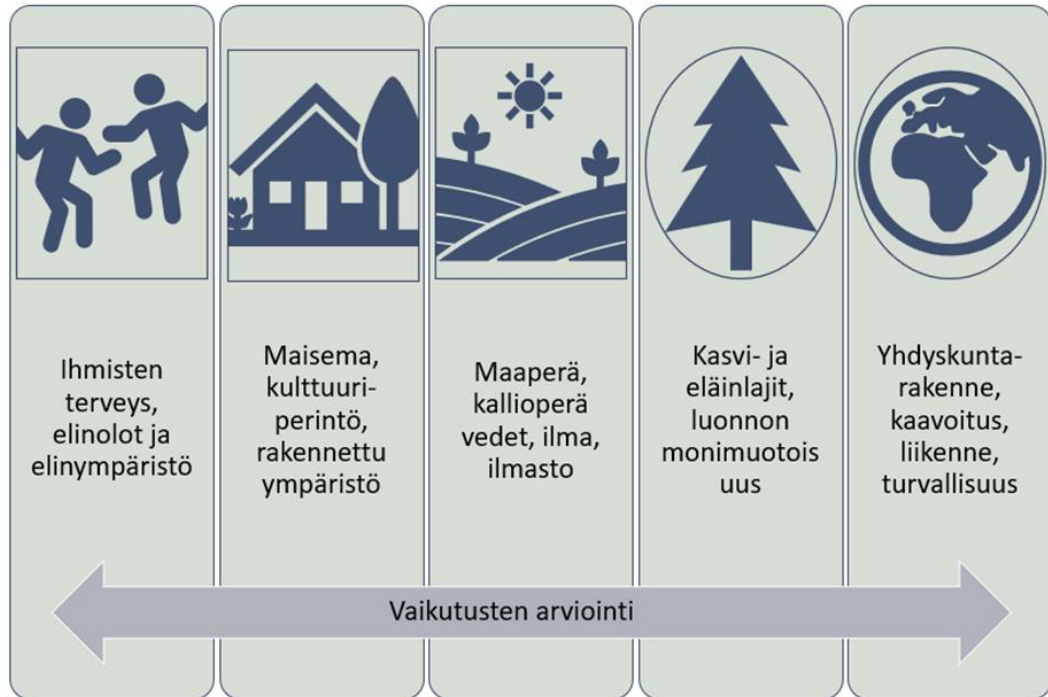 Ihmisten
terveys,
elinolot ja
elinympäristö
Maisema,
kulttuuri-
perintö,
rakennettu
ympäristö
Maaperä,
kallioperä
vedet, ilma,
ilmasto
Kasvi- ja
eläinlajit,
luonnon
monimuotois
uus
Yhdyskunta-
rakenne,
kaavoitus,
liikenne,
turvallisuus
Vaikutusten arviointi